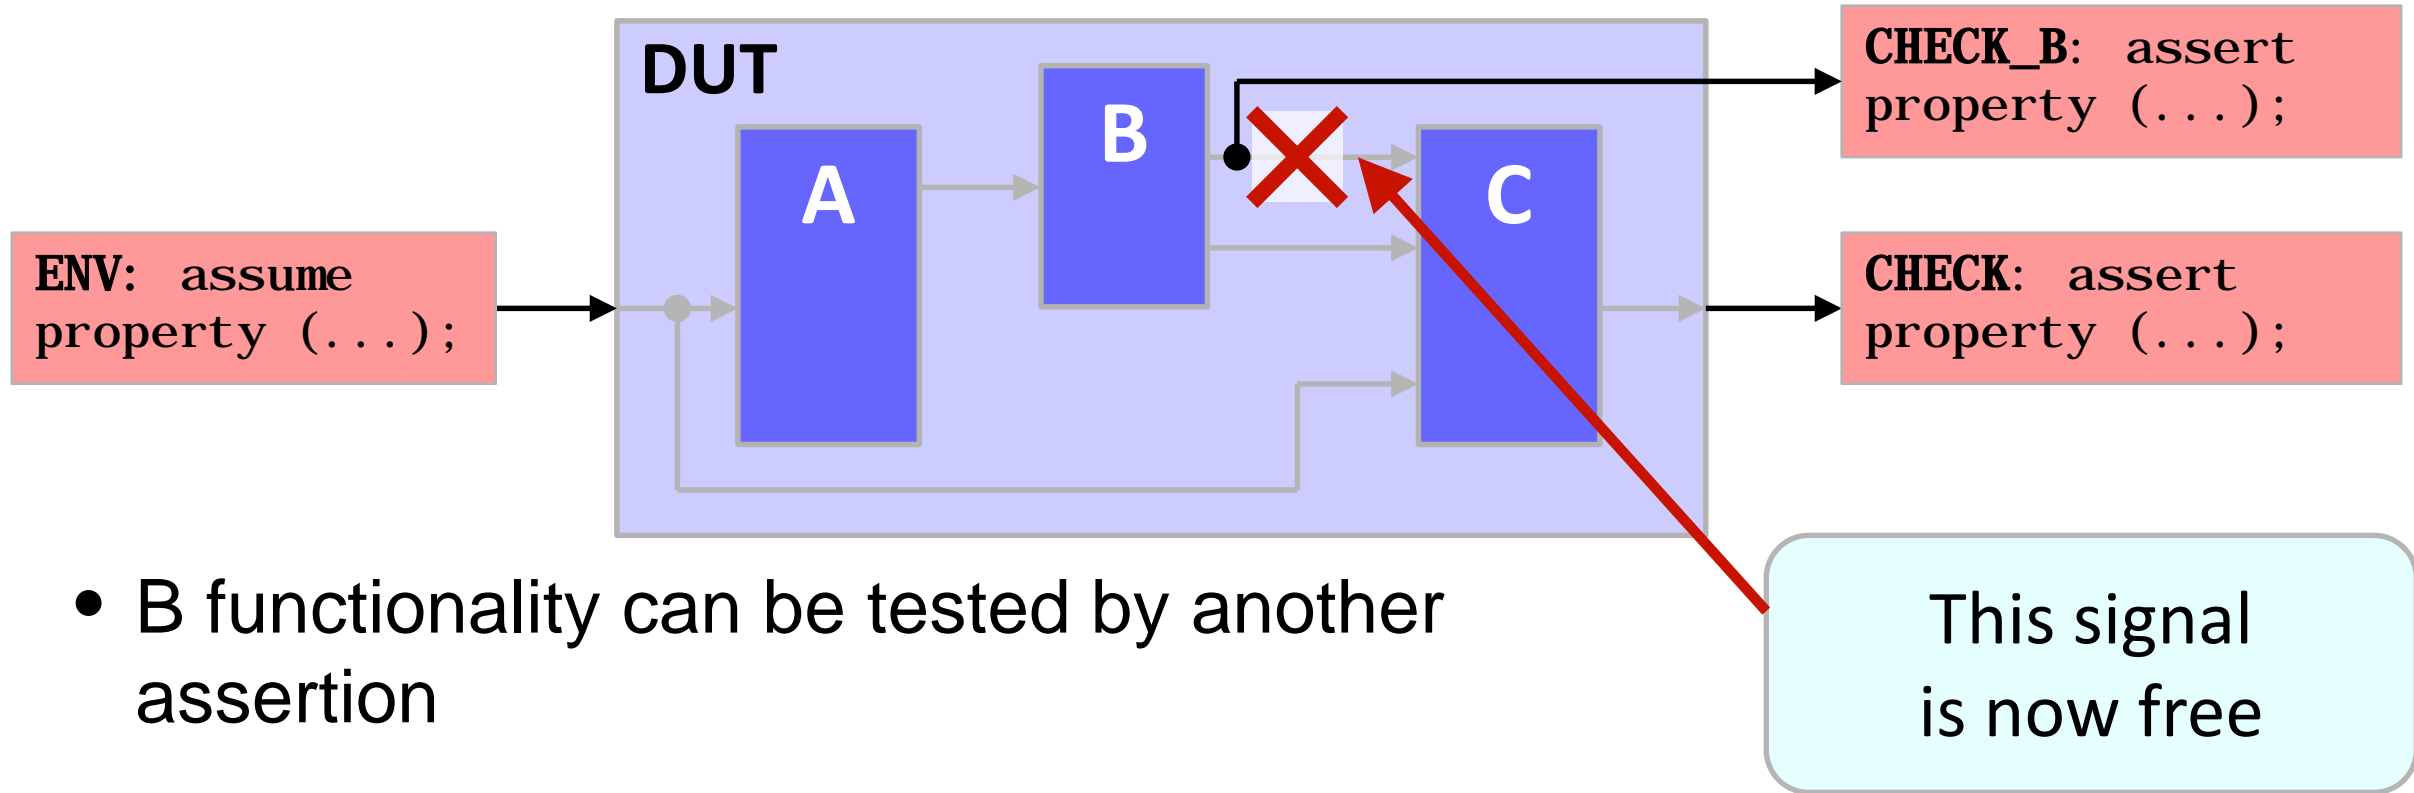 DUT
CHECK_B: assert
property (...);
B
A
C
ENV: assume
property (...);
CHECK: assert
property (...);
• B functionality can be tested by another
assertion
This signal
is now free